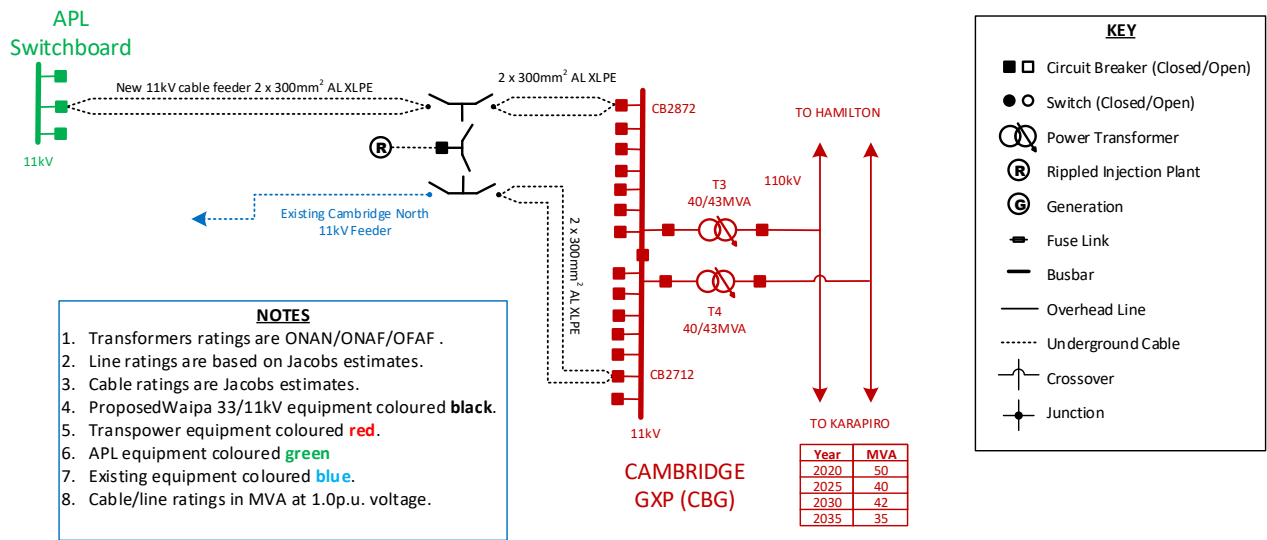 APL
Switchboard
11kV
New 11kV cable feeder 2 x 300mm² AL XLPE
2 x 300mm² AL XLPE
R
Existing Cambridge North
11kV Feeder
2 x 300mm² AL XLPE
CB2872
CB2712
11kV
CAMBRIDGE
GXP (CBG)
T3
40/43MVA
110kV
T4
40/43MVA
TO HAMILTON
TO KARAPIRO
Year MVA
2020 50
2025 40
2030 42
2035 35
NOTES
1. Transformers ratings are ONAN/ONAF/OFAF .
2. Line ratings are based on Jacobs estimates.
3. Cable ratings are Jacobs estimates.
4. ProposedWaipa 33/11kV equipment coloured black.
5. Transpower equipment coloured red.
6. APL equipment coloured green
7. Existing equipment coloured blue.
8. Cable/line ratings in MVA at 1.0p.u. voltage.
KEY
Circuit Breaker (Closed/Open)
Switch (Closed/Open)
Power Transformer
R Rippled Injection Plant
G Generation
Fuse Link
Busbar
Overhead Line
Underground Cable
Crossover
Junction